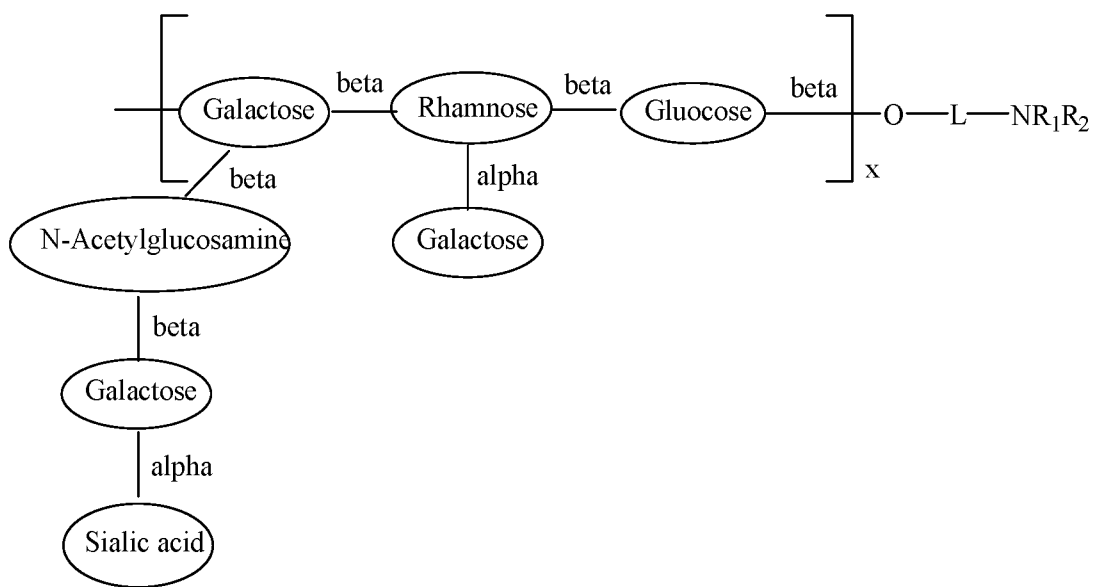 beta beta beta
Galactose Rhamnose Gluocose O L NR1R2
x
beta alpha
N-Acetylglucosamine Galactose
beta
Galactose
alpha
Sialic acid